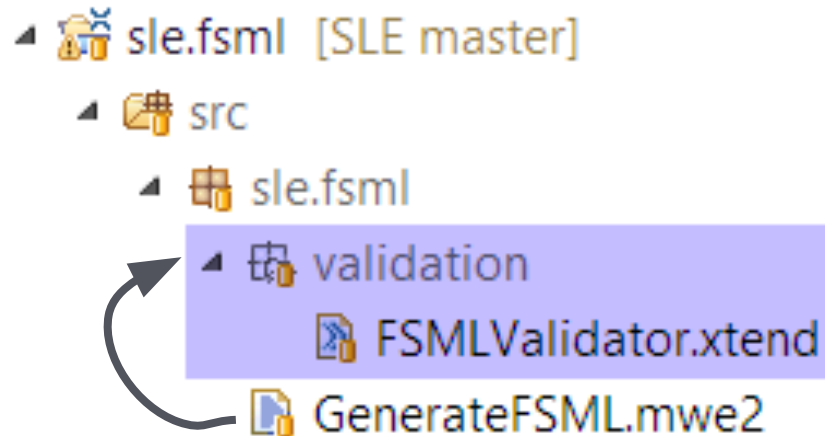 sle.fsml [SLE master]
src
sle.fsml
validation
FSMLValidator.xtend
GenerateFSML.mwe2